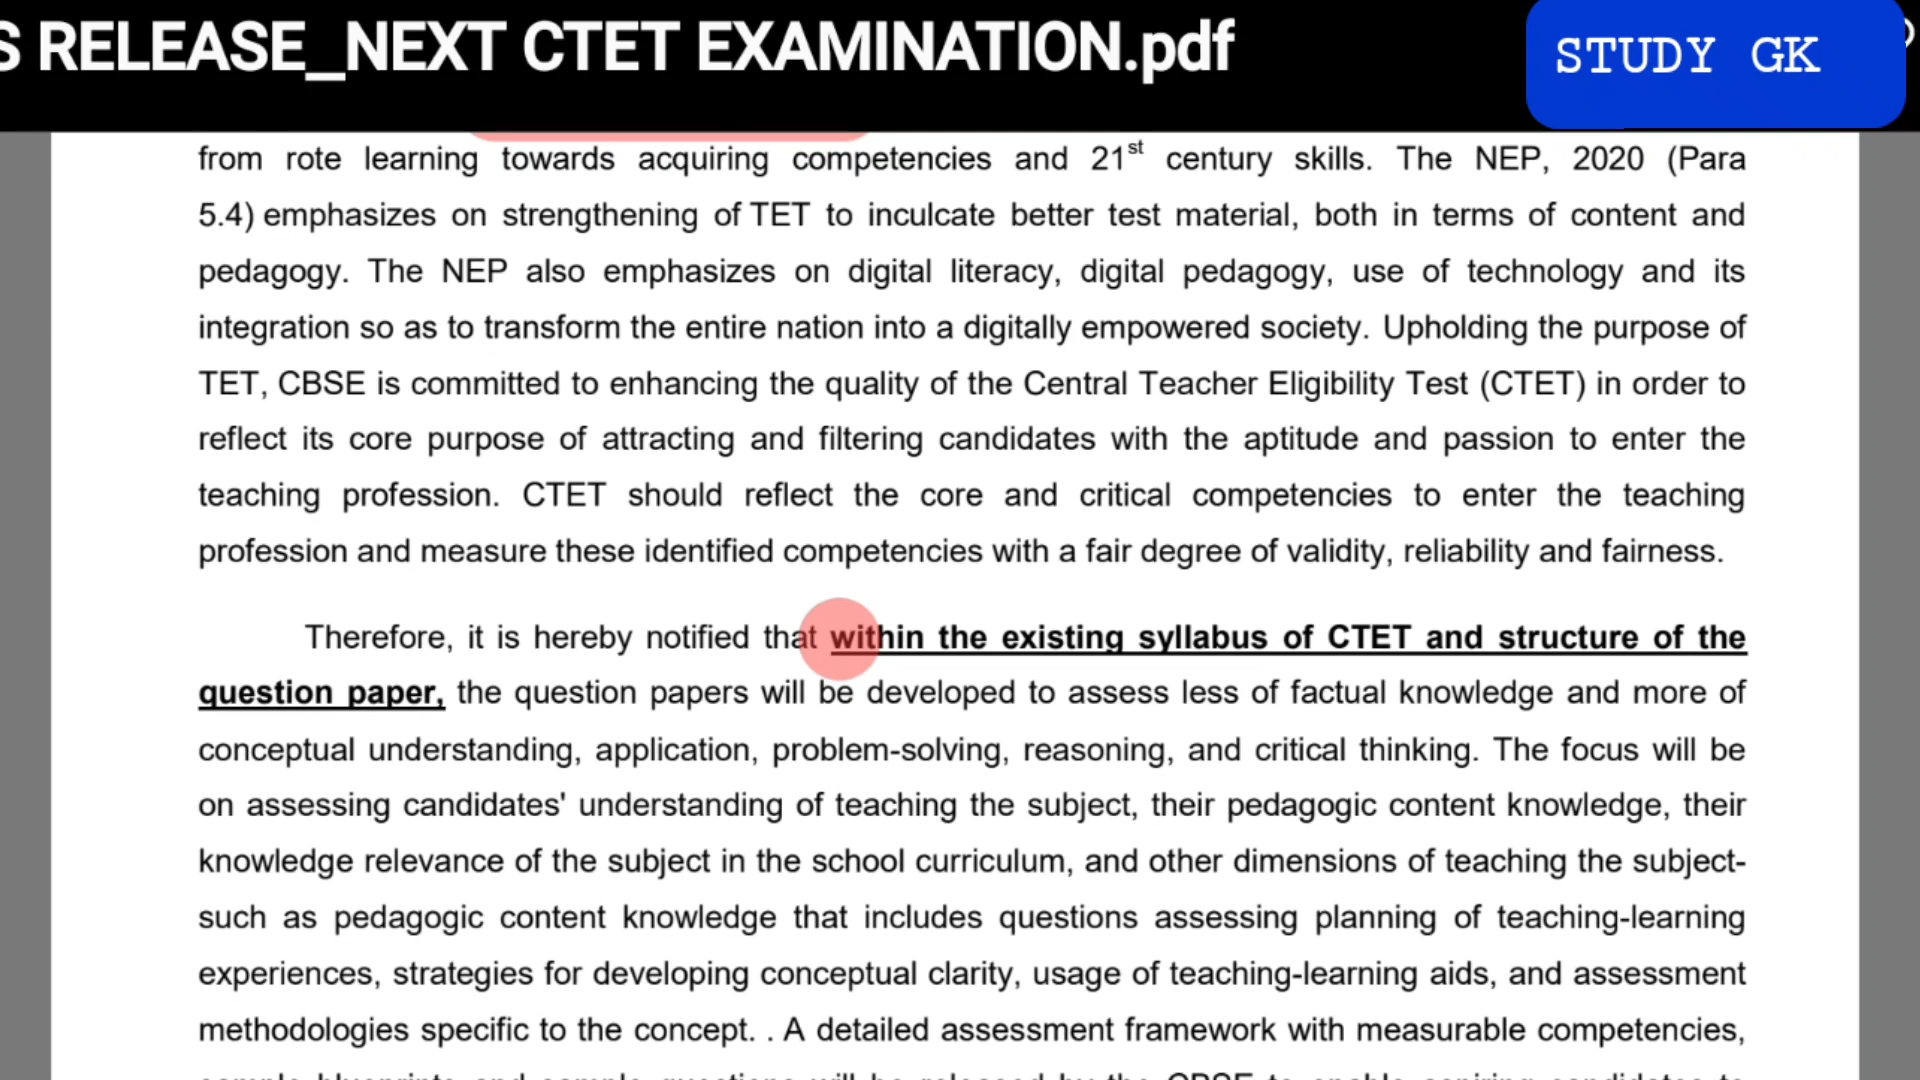 S RELEASE_NEXT CTET EXAMINATION.pdf
STUDY GK
from rote learning towards acquiring competencies and 21st century skills. The NEP, 2020 (Para
5.4) emphasizes on strengthening of TET to inculcate better test material, both in terms of content and
pedagogy. The NEP also emphasizes on digital literacy, digital pedagogy, use of technology and its
integration so as to transform the entire nation into a digitally empowered society. Upholding the purpose of
TET, CBSE is committed to enhancing the quality of the Central Teacher Eligibility Test (CTET) in order to
reflect its core purpose of attracting and filtering candidates with the aptitude and passion to enter the
teaching profession. CTET should reflect the core and critical competencies to enter the teaching
profession and measure these identified competencies with a fair degree of validity, reliability and fairness.
Therefore, it is hereby notified that within the existing syllabus of CTET and structure of the
question paper, the question papers will be developed to assess less of factual knowledge and more of
conceptual understanding, application, problem-solving, reasoning, and critical thinking. The focus will be
on assessing candidates' understanding of teaching the subject, their pedagogic content knowledge, their
knowledge relevance of the subject in the school curriculum, and other dimensions of teaching the subject-
such as pedagogic content knowledge that includes questions assessing planning of teaching-learning
experiences, strategies for developing conceptual clarity, usage of teaching-learning aids, and assessment
methodologies specific to the concept. . A detailed assessment framework with measurable competencies,